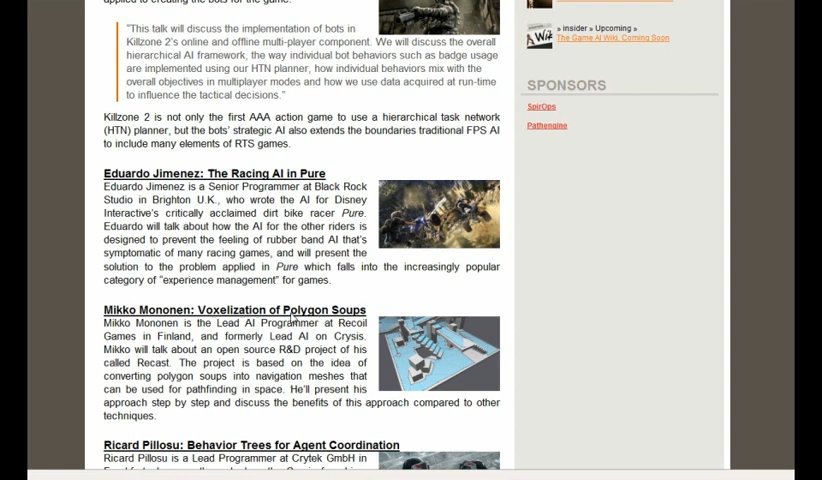 applied to creating the bots for the game.
"This talk will discuss the implementation of bots in
Killzone 2's online and offline multi-player component. We will discuss the overall
hierarchical AI framework, the way individual bot behaviors such as badge usage
are implemented using our HTN planner, how individual behaviors mix with the
overall objectives in multiplayer modes and how we use data acquired at run-time
to influence the tactical decisions."
Killzone 2 is not only the first AAA action game to use a hierarchical task network
(HTN) planner, but the bots' strategic AI also extends the boundaries traditional FPS AI
to include many elements of RTS games.
Eduardo Jimenez: The Racing AI in Pure
Eduardo Jimenez is a Senior Programmer at Black Rock
Studio in Brighton U.K., who wrote the AI for Disney
Interactive's critically acclaimed dirt bike racer Pure.
Eduardo will talk about how the AI for the other riders is
designed to prevent the feeling of rubber band AI that's
symptomatic of many racing games, and will present the
solution to the problem applied in Pure which falls into the increasingly popular
category of "experience management" for games.
Mikko Mononen: Voxelization of Polygon Soups
Mikko Mononen is the Lead AI Programmer at Recoil
Games in Finland, and formerly Lead AI on Crysis.
Mikko will talk about an open source R&D project of his
called Recast. The project is based on the idea of
converting polygon soups into navigation meshes that
can be used for pathfinding in space. He'll present his
approach step by step and discuss the benefits of this approach compared to other
techniques.
Ricard Pillosu: Behavior Trees for Agent Coordination
Ricard Pillosu is a Lead Programmer at Crytek GmbH in
» insider » Upcoming »
The Game AI Wiki, Coming Soon
SPONSORS
SpirOps
Pathengine